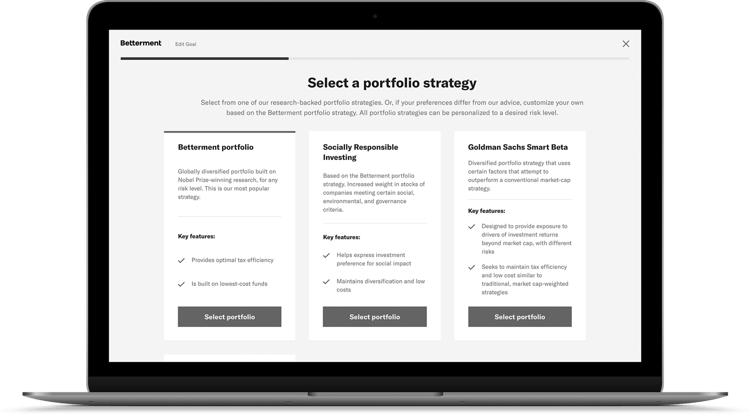 Betterment
Edit Goal
Select a portfolio strategy
Select from one of our research-backed portfolio strategies. Or, if your preferences differ from our advice, customize your own
based on the Betterment portfolio strategy. All portfolio strategies can be personalized to a desired risk level.
Betterment portfolio
Globally diversified portfolio built on
Nobel Prize-winning research, for any
risk level. This is our most popular
strategy.
Key features:
Provides optimal tax efficiency
Is built on lowest-cost funds
Select portfolio
Socially Responsible
Investing
Based on the Betterment portfolio
strategy. Increased weight in stocks of
companies meeting certain social,
environmental, and governance
criteria.
Key features:
Helps express investment
preference for social impact
Maintains diversification and low
costs
Select portfolio
Goldman Sachs Smart Beta
Diversified portfolio strategy that uses
certain factors that attempt to
outperform a conventional market-cap
strategy.
Key features:
Designed to provide exposure to
drivers of investment returns
beyond market cap, with different
risks
Seeks to maintain tax efficiency
and low cost similar to
traditional, market cap-weighted
strategies
Select portfolio